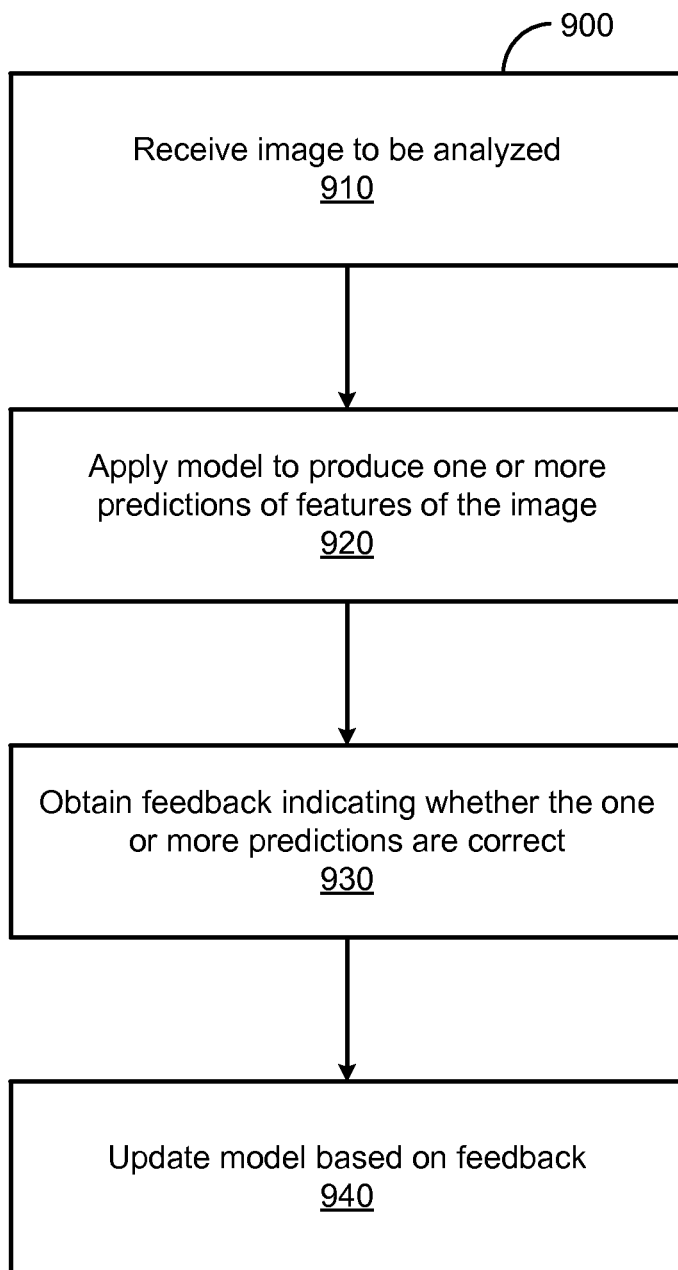 900
Receive image to be analyzed
910
Apply model to produce one or more
predictions of features of the image
920
Obtain feedback indicating whether the one
or more predictions are correct
930
Update model based on feedback
940